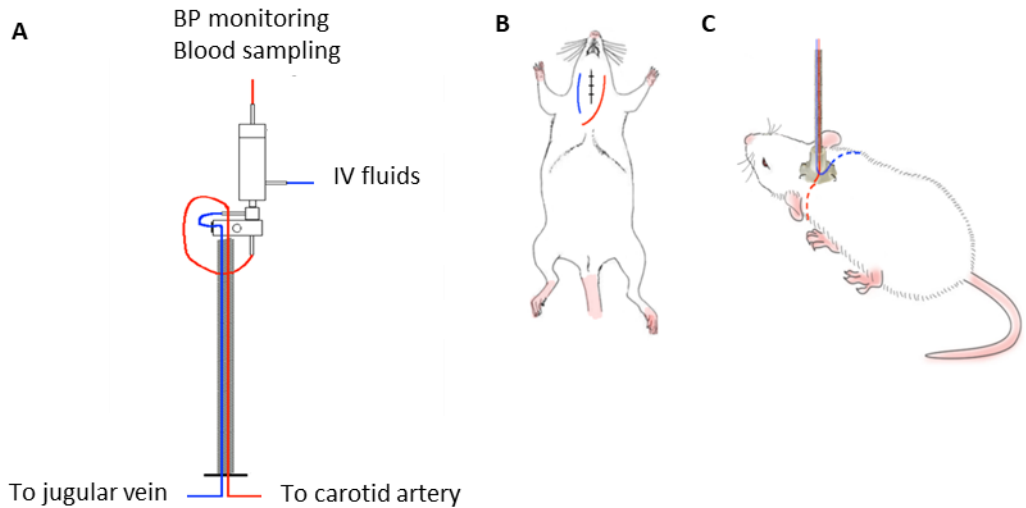 A
BP monitoring
Blood sampling
IV fluids
To jugular vein
To carotid artery
B
C